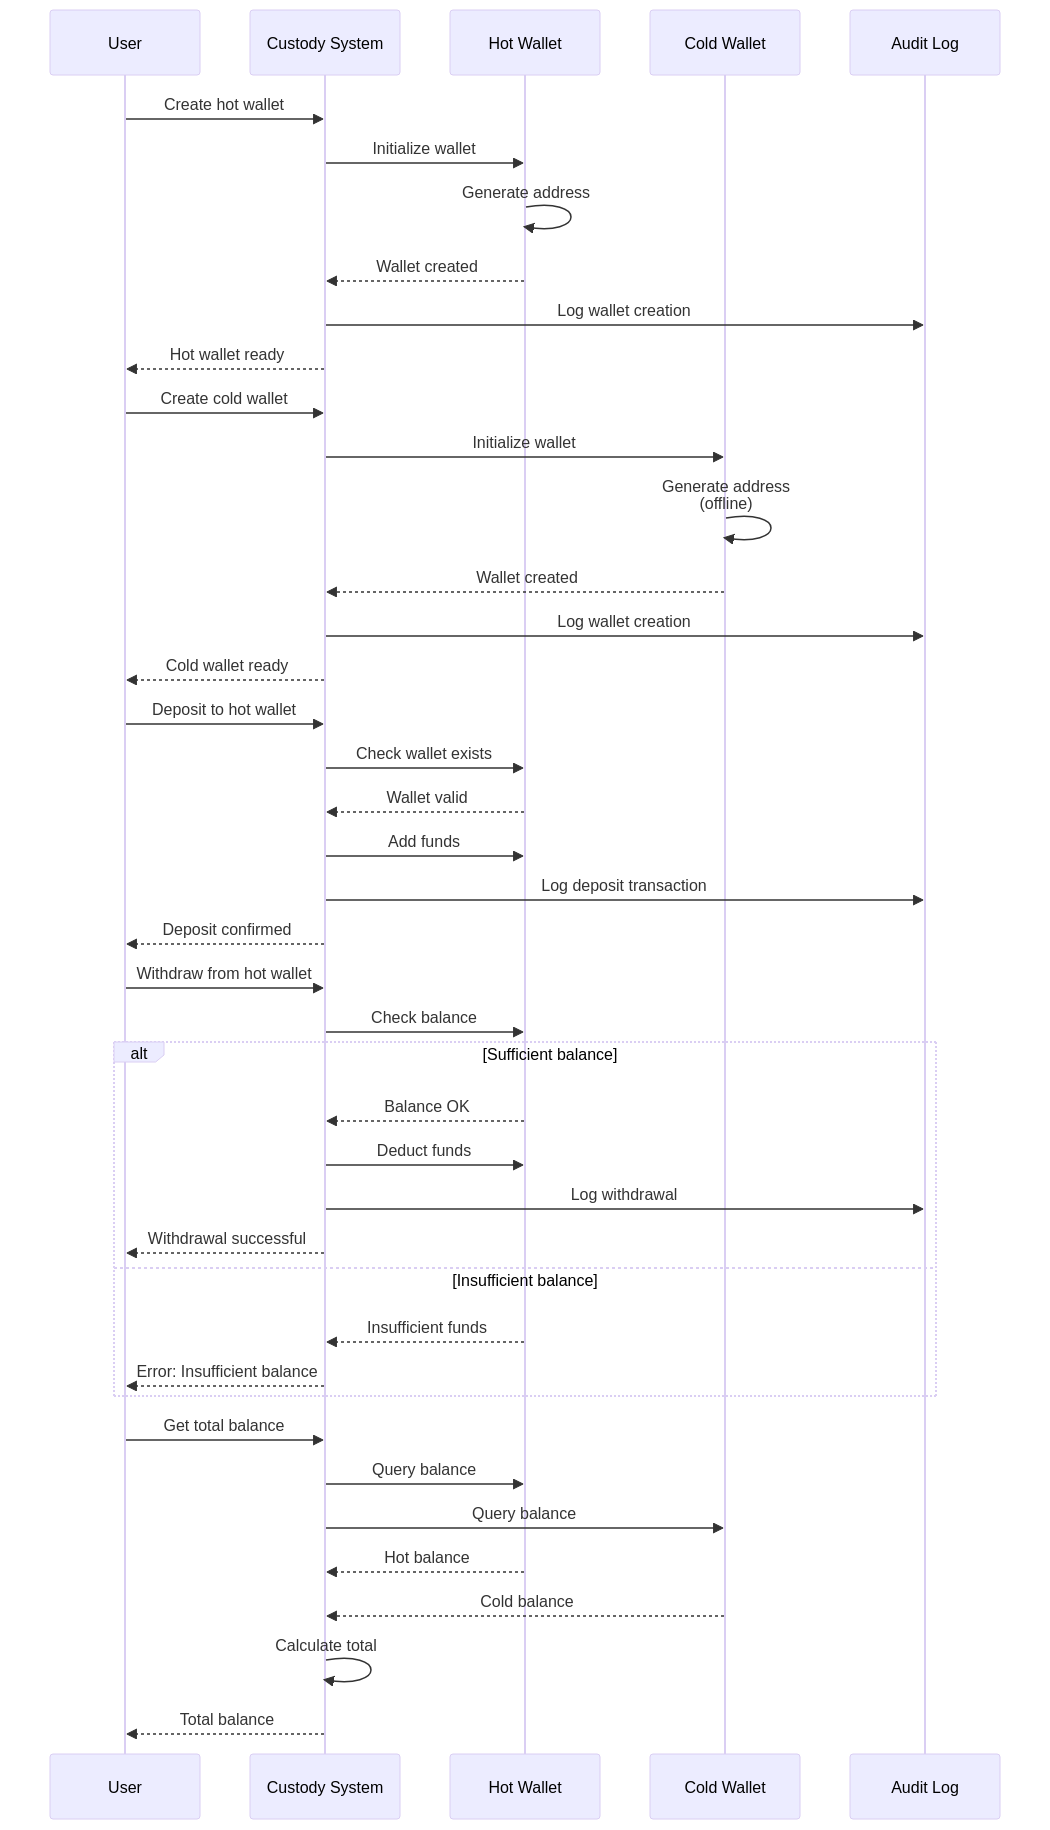 User
Custody System
Hot Wallet
Cold Wallet
Audit Log
Create hot wallet
Initialize wallet
Generate address
Wallet created
Log wallet creation
Hot wallet ready
Create cold wallet
Initialize wallet
Generate address
(offline)
Wallet created
Log wallet creation
Cold wallet ready
Deposit to hot wallet
Check wallet exists
Wallet valid
Add funds
Log deposit transaction
Deposit confirmed
Withdraw from hot wallet
Check balance
alt
[Sufficient balance]
Balance OK
Deduct funds
Log withdrawal
Withdrawal successful
[Insufficient balance]
Insufficient funds
Error: Insufficient balance
Get total balance
Query balance
Query balance
Hot balance
Cold balance
Calculate total
Total balance
User
Custody System
Hot Wallet
Cold Wallet
Audit Log